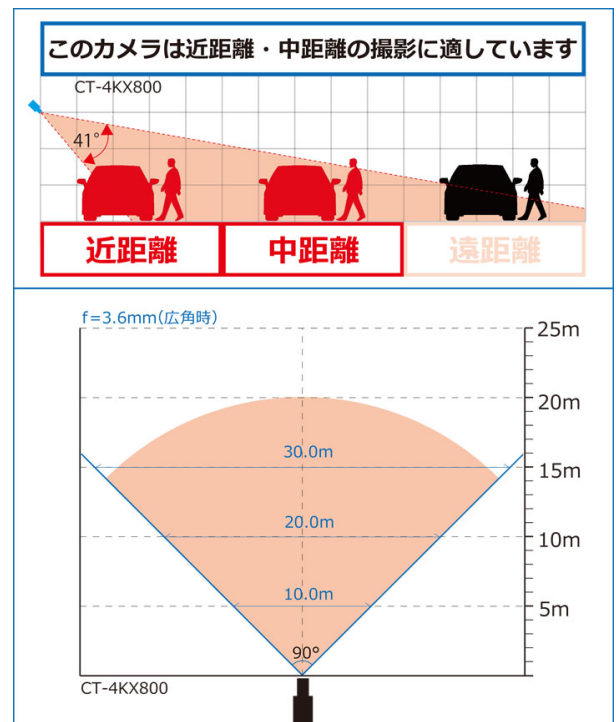 このカメラは近距離・中距離の撮影に適しています
CT-4KX800
41°
近距離
中距離
遠距離
f=3.6mm(広角時)
25m
20m
30.0m
15m
20.0m
10m
10.0m
5m
90°
CT-4KX800